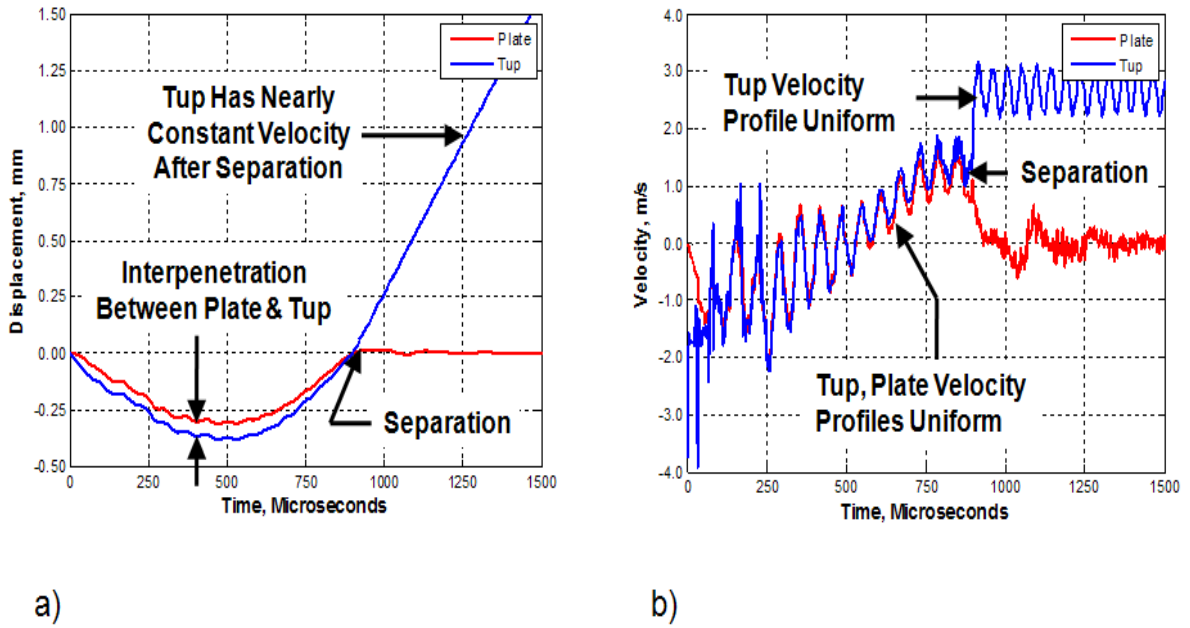 1.50
1.25
1.00
0.75
0.50
0.25
0.00
-0.25
-0.50
Displacement, mm
Plate
Tup
Tup Has Nearly
Constant Velocity
After Separation
Interpenetration
Between Plate & Tup
Separation
0 250 500 750 1000 1250 1500
Time, Microseconds
a)
4.0
3.0
2.0
1.0
0.0
-1.0
-2.0
-3.0
-4.0
Velocity , m/s
Plate
Tup
Tup Velocity
Profile Uniform
Separation
Tup, Plate Velocity
Profiles Uniform
0 250 500 750 1000 1250 1500
Time, Microseconds
b)